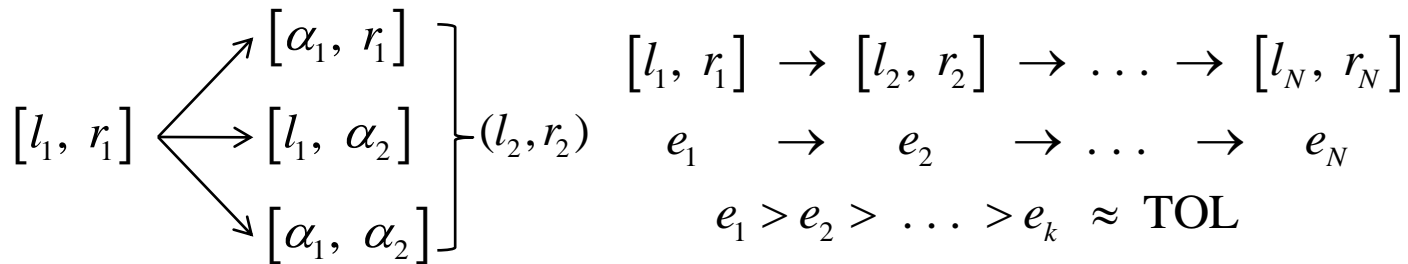 [α₁, r₁]
[l₁, r₁] [l₁, α₂] (l₂, r₂)
[α₁, α₂]
[l₁, r₁] → [l₂, r₂] → . . . → [l_N, r_N]
e₁ → e₂ → . . . → e_N
e₁ > e₂ > . . . > e_k ≈ TOL